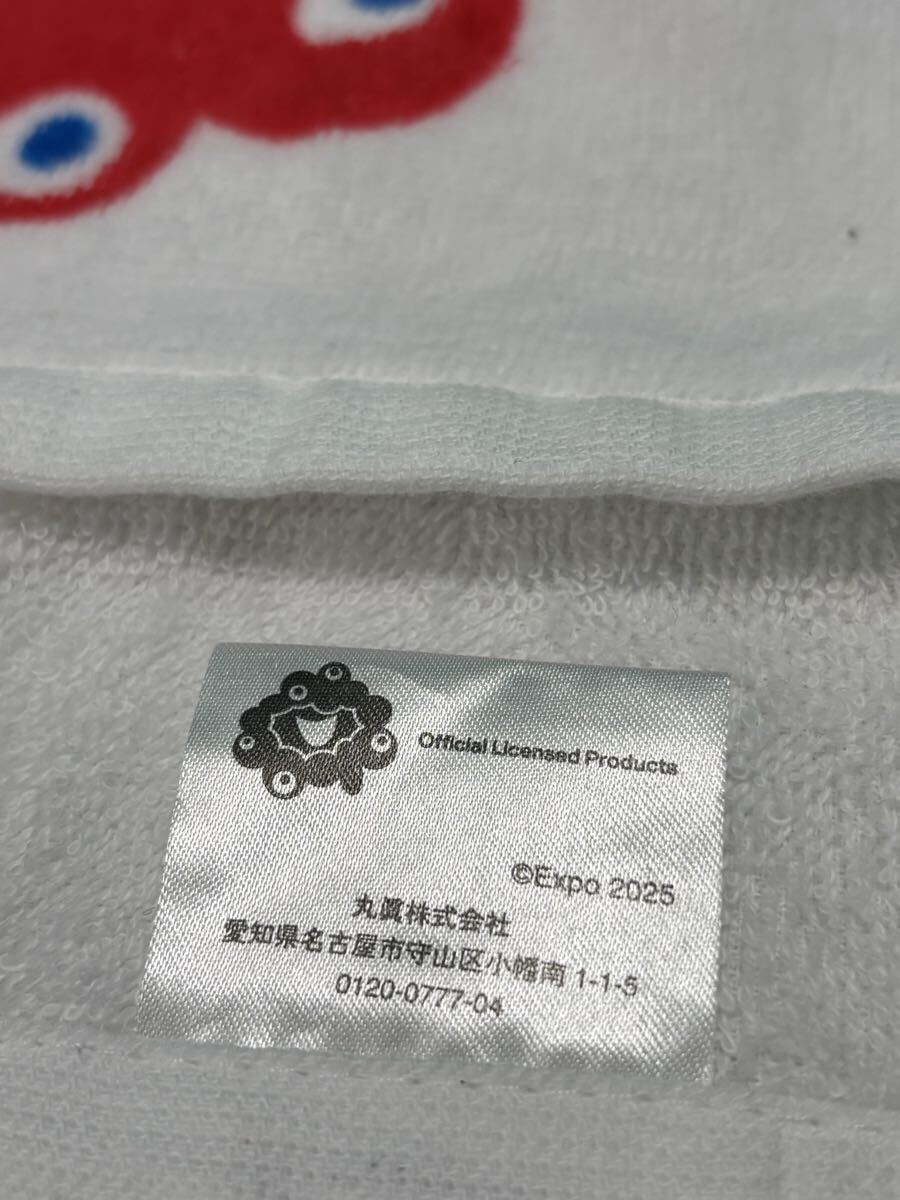 Official Licensed Products
©Expo 2025
丸眞株式会社
愛知県名古屋市守山区小幡南1-1-5
0120-0777-04